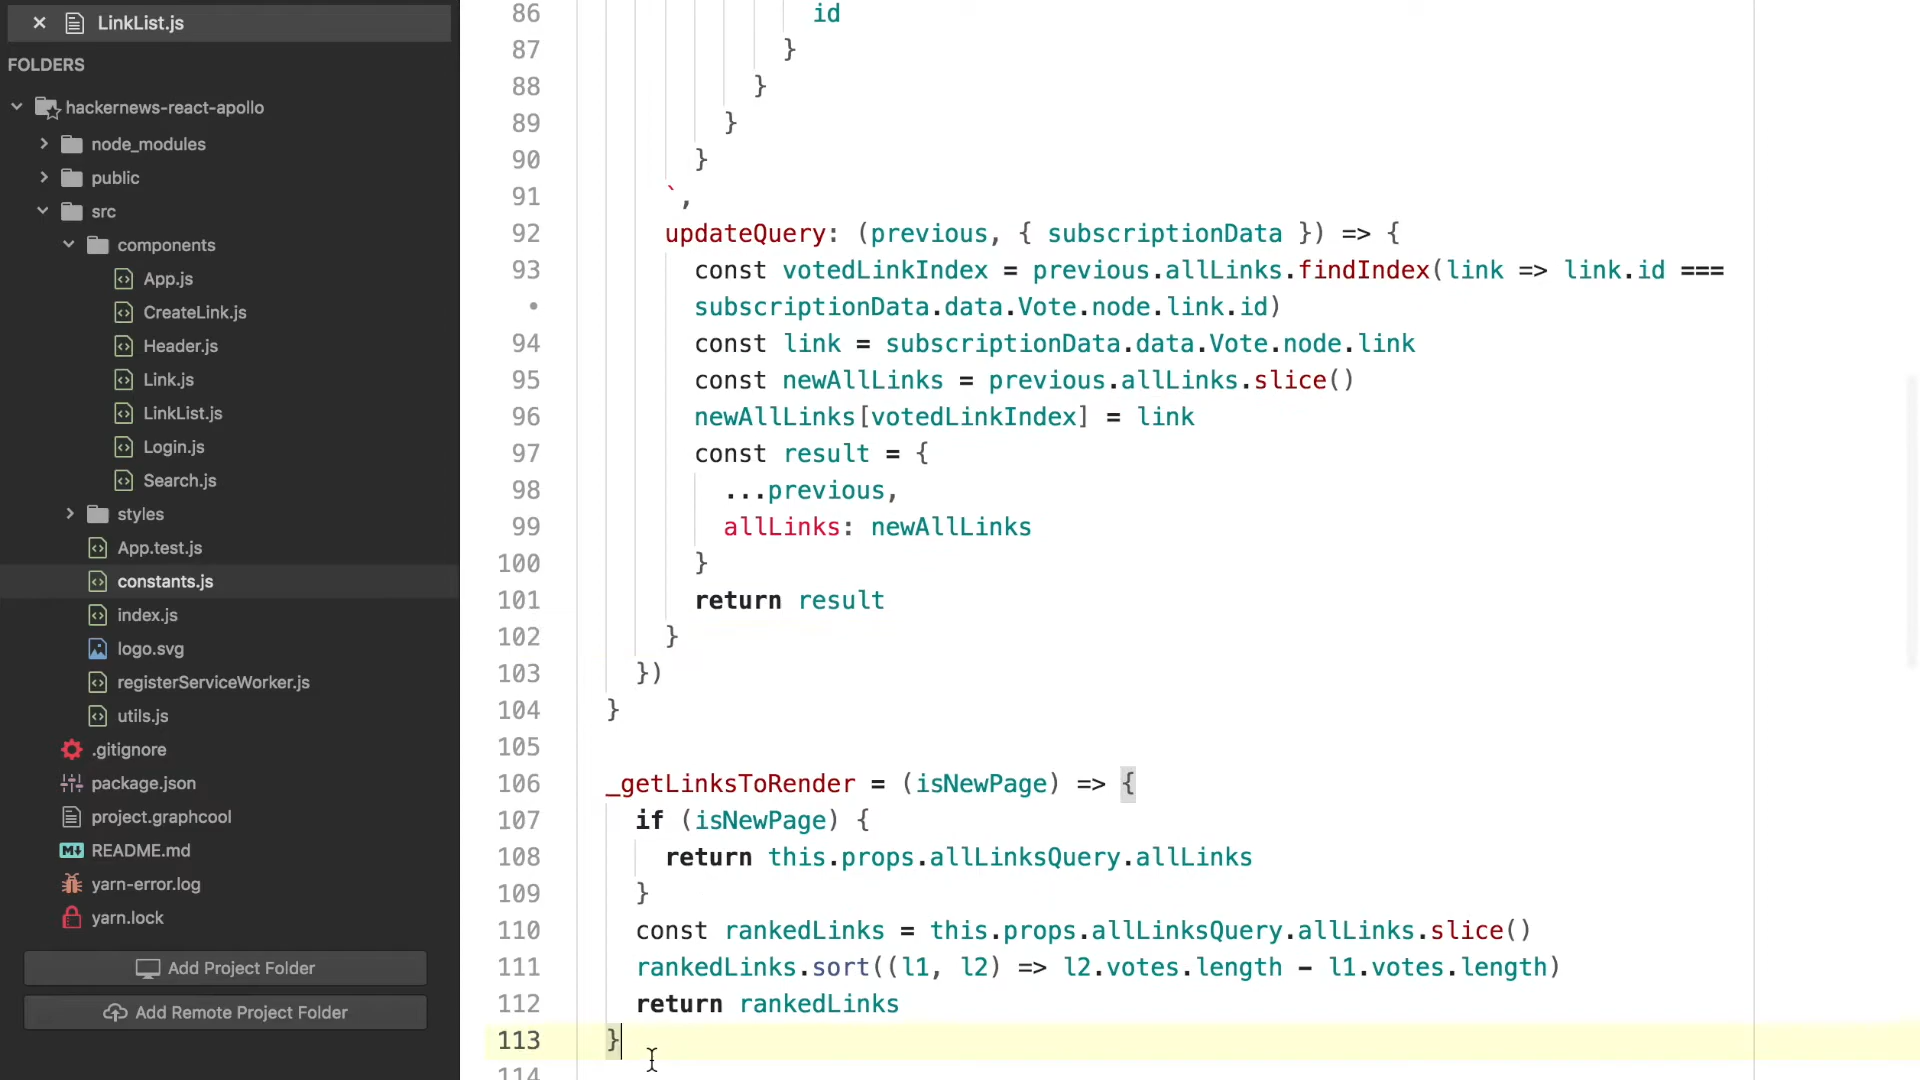 LinkList.js
FOLDERS
hackernews-react-apollo
node_modules
public
src
components
App.js
CreateLink.js
Header.js
Link.js
LinkList.js
Login.js
Search.js
styles
App.test.js
constants.js
index.js
logo.svg
registerServiceWorker.js
utils.js
.gitignore
package.json
project.graphcool
README.md
yarn-error.log
yarn.lock
Add Project Folder
Add Remote Project Folder
86 id
87 }
88 }
89 }
90 }
91 `,
92 updateQuery: (previous, { subscriptionData }) => {
93 const votedLinkIndex = previous.allLinks.findIndex(link => link.id ===
• subscriptionData.data.Vote.node.link.id)
94 const link = subscriptionData.data.Vote.node.link
95 const newAllLinks = previous.allLinks.slice()
96 newAllLinks[votedLinkIndex] = link
97 const result = {
98 ...previous,
99 allLinks: newAllLinks
100 }
101 return result
102 }
103 })
104 }
105
106 _getLinksToRender = (isNewPage) => {
107 if (isNewPage) {
108 return this.props.allLinksQuery.allLinks
109 }
110 const rankedLinks = this.props.allLinksQuery.allLinks.slice()
111 rankedLinks.sort((l1, l2) => l2.votes.length - l1.votes.length)
112 return rankedLinks
113 }
114